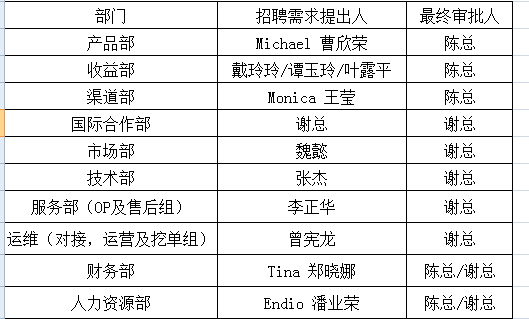 部门 招聘需求提出人 最终审批人
产品部 Michael 曹欣荣 陈总
收益部 戴玲玲/谭玉玲/叶露平 陈总
渠道部 Monica 王莹 陈总
国际合作部 谢总 谢总
市场部 魏懿 谢总
技术部 张杰 谢总
服务部（OP及售后组） 李正华 谢总
运维（对接，运营及挖单组） 曾宪龙 谢总
财务部 Tina 郑晓娜 陈总/谢总
人力资源部 Endio 潘业荣 陈总/谢总